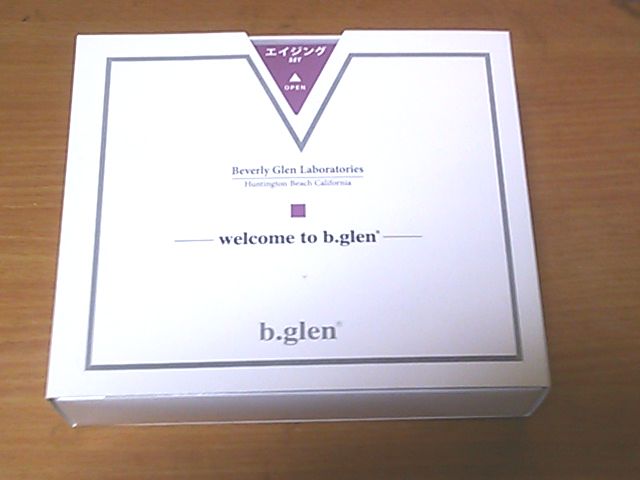 エイジング
SET
OPEN
Beverly Glen Laboratories
Huntington Beach California
welcome to b.glen®
b.glen®